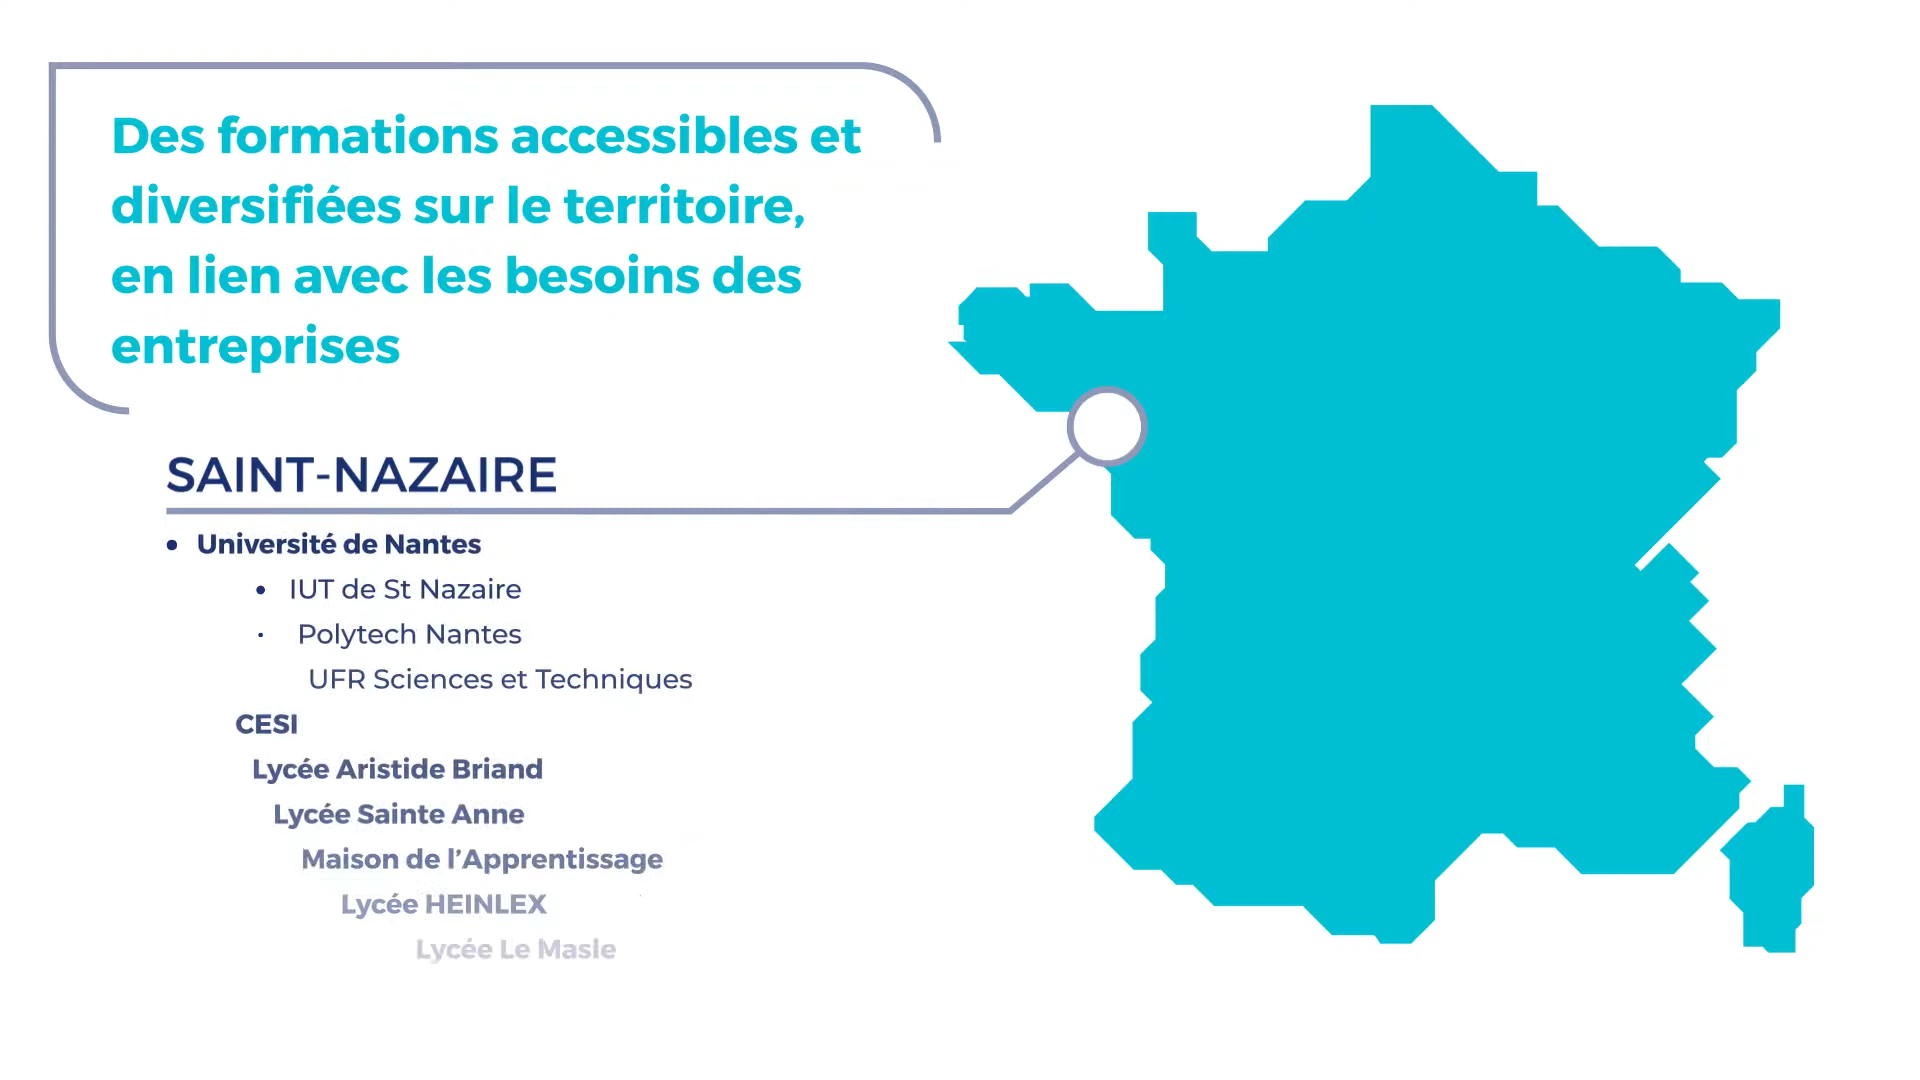 Des formations accessibles et
diversifiées sur le territoire,
en lien avec les besoins des
entreprises
SAINT-NAZAIRE
• Université de Nantes
• IUT de St Nazaire
• Polytech Nantes
UFR Sciences et Techniques
CESI
Lycée Aristide Briand
Lycée Sainte Anne
Maison de l’Apprentissage
Lycée HEINLEX
Lycée Le Masle